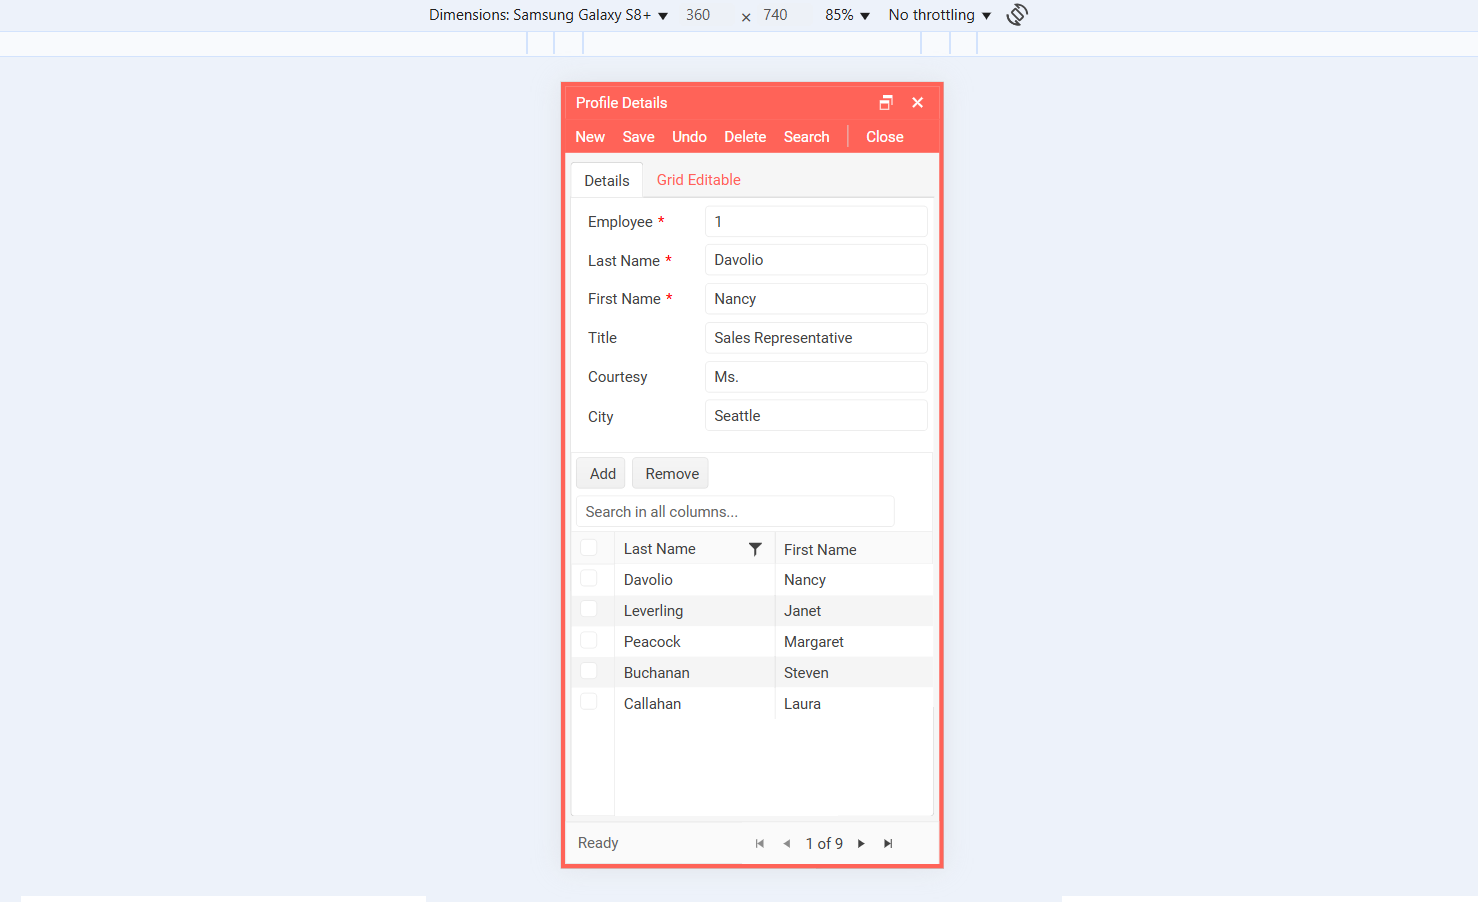 Dimensions: Samsung Galaxy S8+ ▼ 360 × 740 85% ▼ No throttling ▼
Profile Details
New Save Undo Delete Search Close
Details Grid Editable
Employee * 1
Last Name * Davolio
First Name * Nancy
Title Sales Representative
Courtesy Ms.
City Seattle
Add Remove
Search in all columns...
Last Name First Name
Davolio Nancy
Leverling Janet
Peacock Margaret
Buchanan Steven
Callahan Laura
Ready 1 of 9